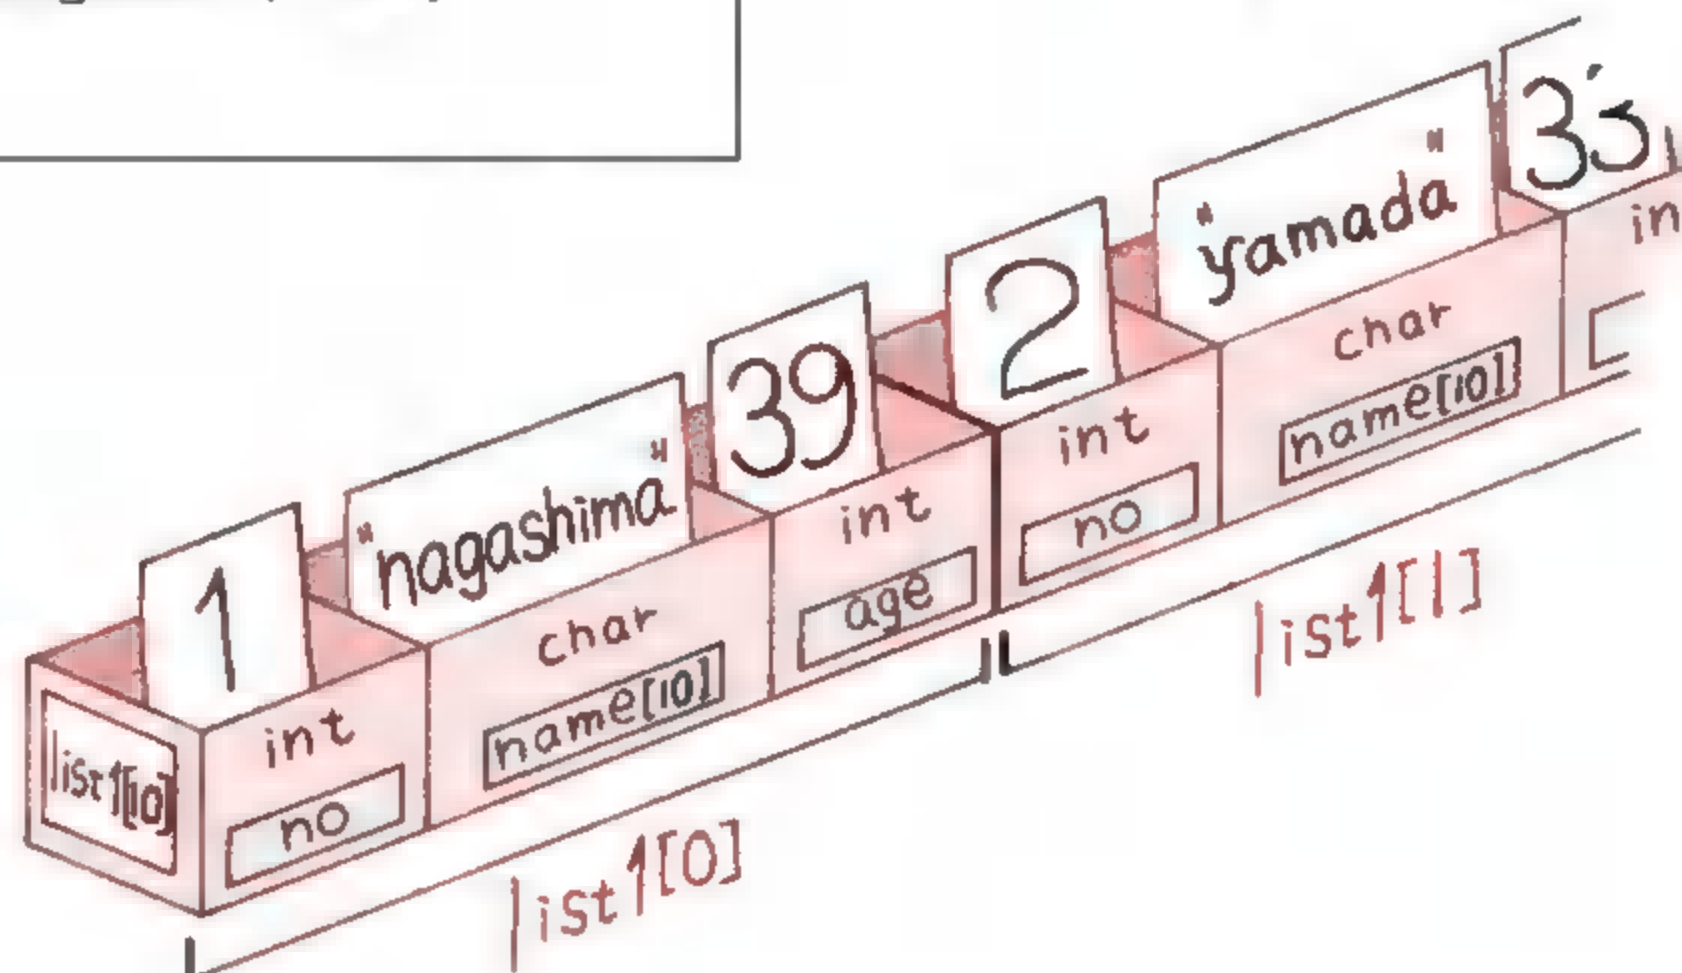 1
"nagashima"
39
2
"yamada"
33
int
no
char
name[10]
int
age
int
no
char
name[10]
list1[10]
list1[0]
list1[1]